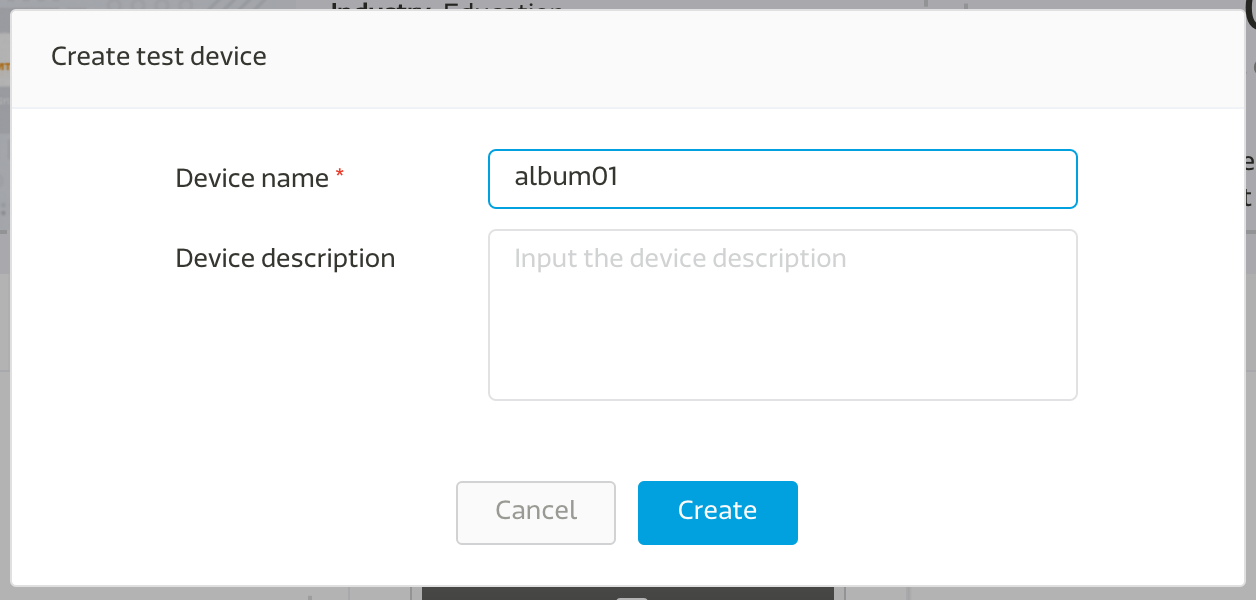 Industry Education
Create test device
Device name *
album01
Device description
Input the device description
Cancel
Create